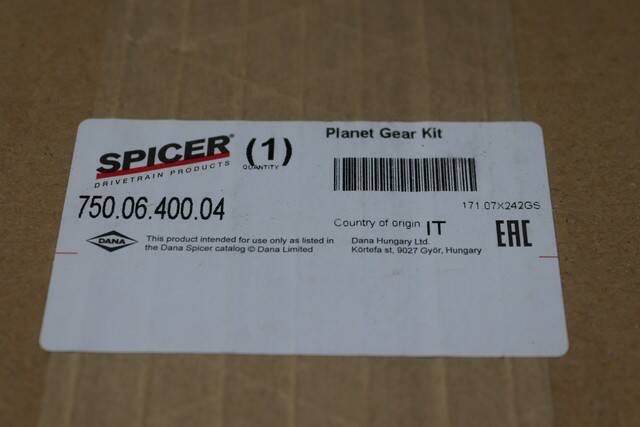 SPICER®
DRIVETRAIN PRODUCTS
(1)
QUANTITY
Planet Gear Kit
750.06.400.04
171.07X242GS
Country of origin IT
DANA
This product intended for use only as listed in
the Dana Spicer catalog © Dana Limited
Dana Hungary Ltd.
Körtefa st, 9027 Győr, Hungary
EAC